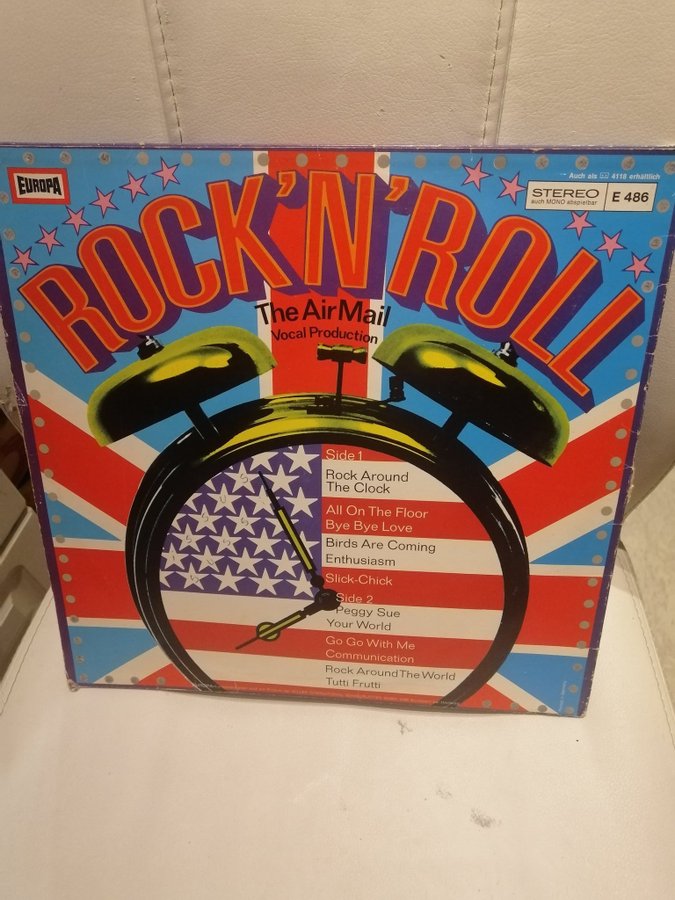 EUROPA
Auch als 4118 erhältlich
STEREO
auch MONO abspielbar
E 486
ROCK'N'ROLL
The Air Mail
Vocal Production
Side 1
Rock Around
The Clock
All On The Floor
Bye Bye Love
Birds Are Coming
Enthusiasm
Slick-Chick
Side 2
Peggy Sue
Your World
Go Go With Me
Communication
Rock Around The World
Tutti Frutti